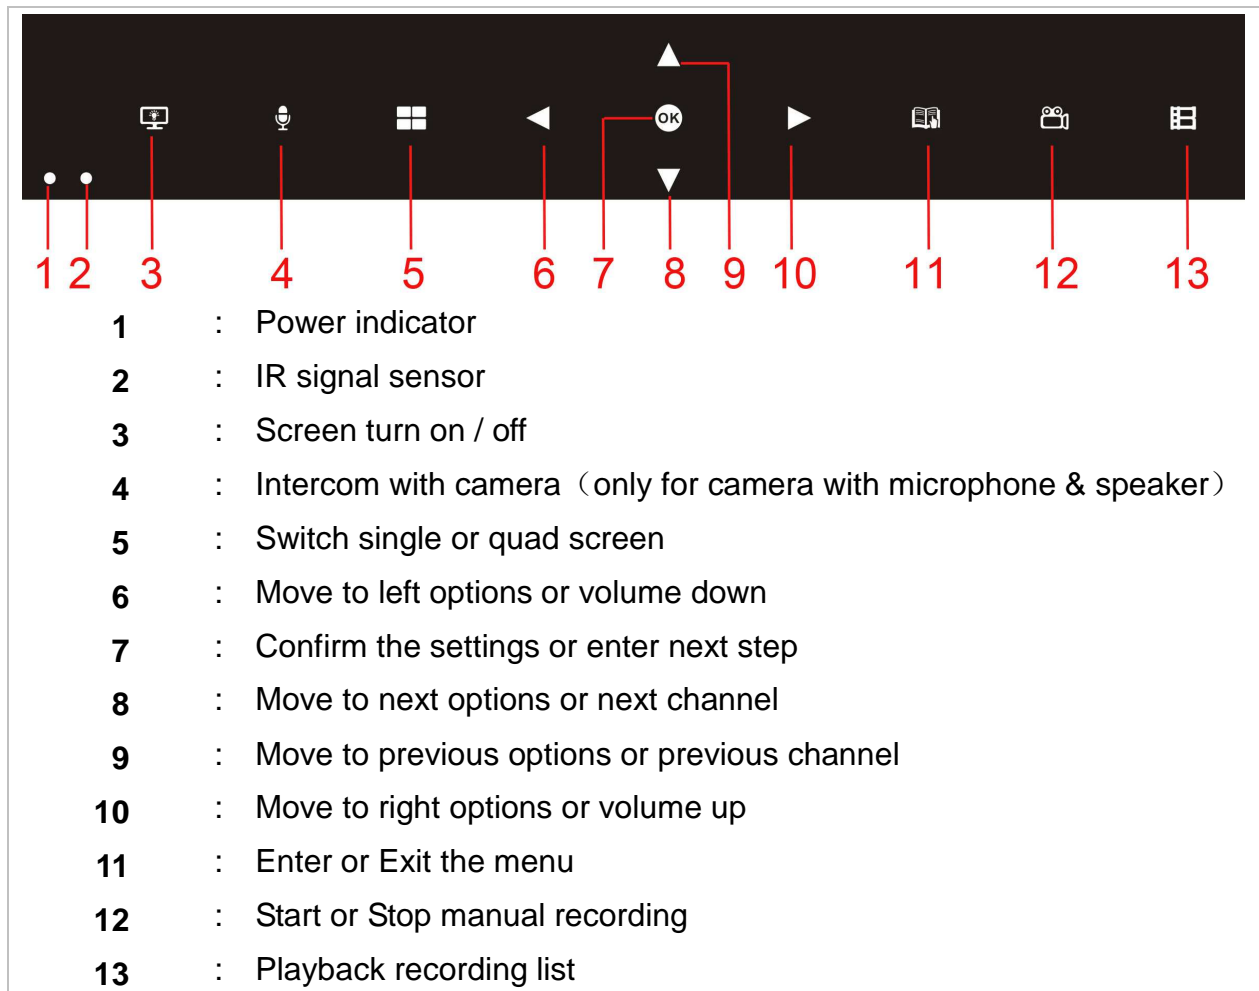 OK
1 2 3 4 5 6 7 8 9 10 11 12 13
1 : Power indicator
2 : IR signal sensor
3 : Screen turn on / off
4 : Intercom with camera（only for camera with microphone & speaker）
5 : Switch single or quad screen
6 : Move to left options or volume down
7 : Confirm the settings or enter next step
8 : Move to next options or next channel
9 : Move to previous options or previous channel
10 : Move to right options or volume up
11 : Enter or Exit the menu
12 : Start or Stop manual recording
13 : Playback recording list